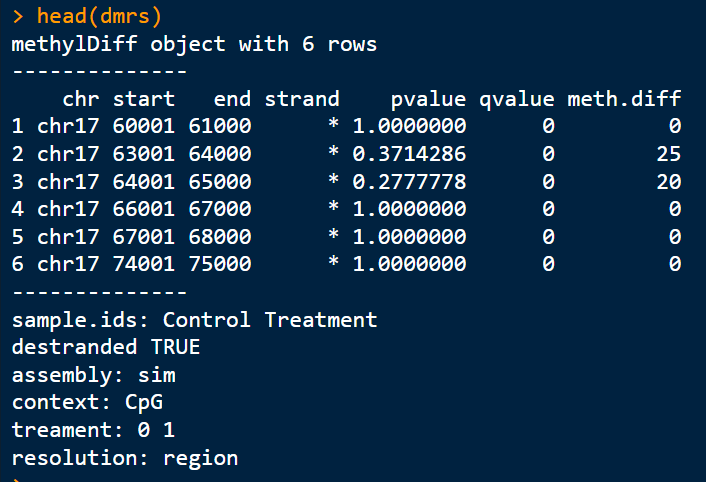 > head(dmrs)
methylDiff object with 6 rows
--------------
    chr start   end strand    pvalue qvalue meth.diff
1 chr17 60001 61000      * 1.0000000      0         0
2 chr17 63001 64000      * 0.3714286      0        25
3 chr17 64001 65000      * 0.2777778      0        20
4 chr17 66001 67000      * 1.0000000      0         0
5 chr17 67001 68000      * 1.0000000      0         0
6 chr17 74001 75000      * 1.0000000      0         0
--------------
sample.ids: Control Treatment
destranded TRUE
assembly: sim
context: CpG
treament: 0 1
resolution: region